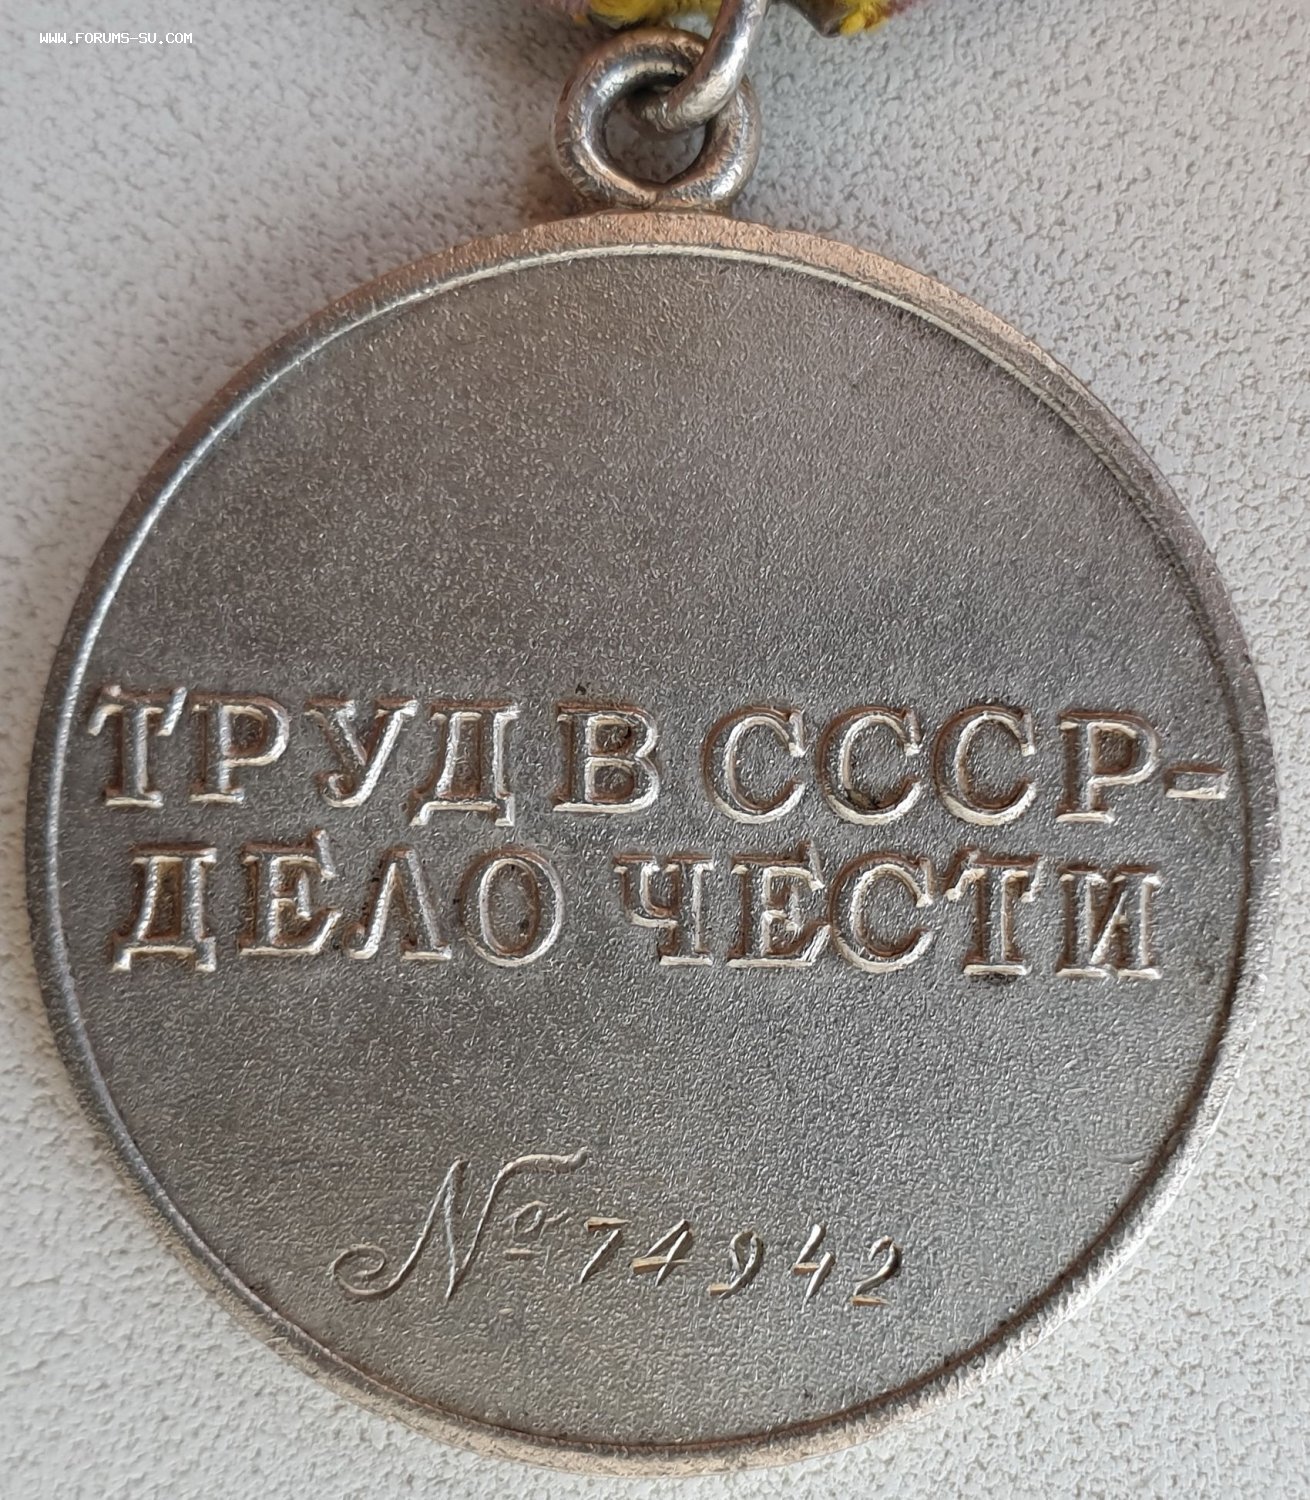 WWW.FORUMS-SU.COM
ТРУД В СССР-
ДЕЛО ЧЕСТИ
№ 74942